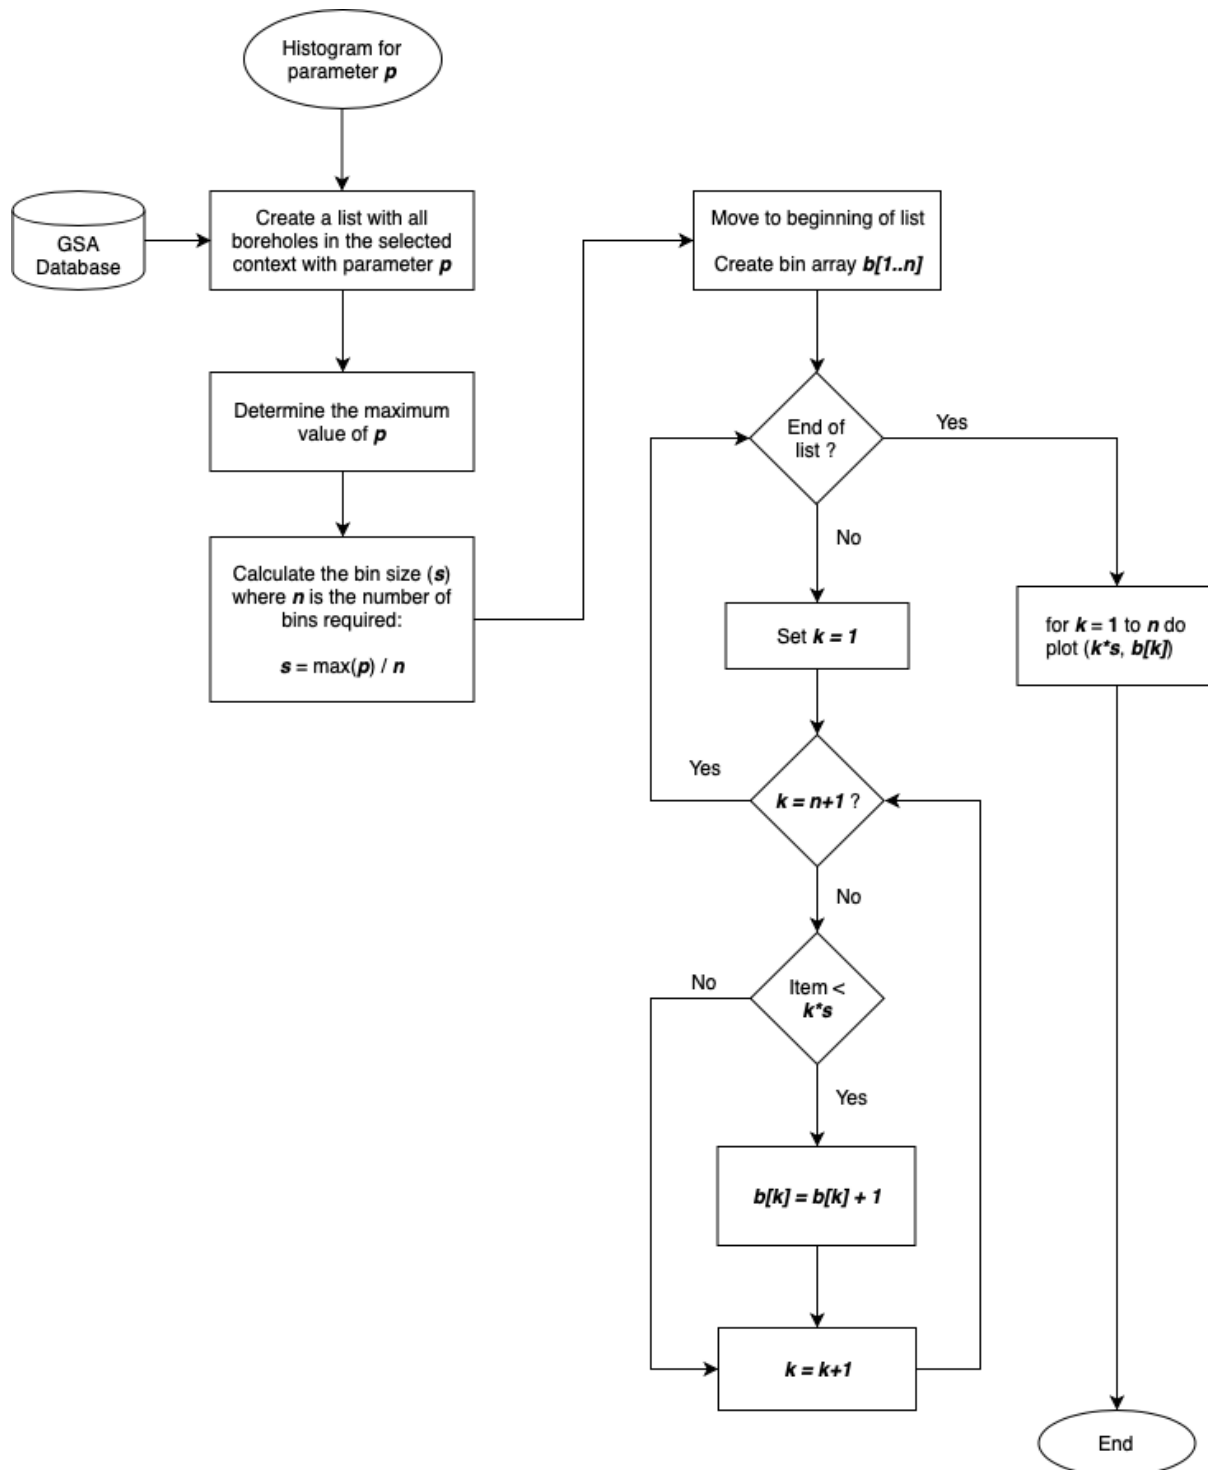 Histogram for
parameter p
GSA
Database
Create a list with all
boreholes in the selected
context with parameter p
Determine the maximum
value of p
Calculate the bin size (s)
where n is the number of
bins required:
s = max(p) / n
Move to beginning of list
Create bin array b[1..n]
End of
list ?
Yes
No
Set k = 1
for k = 1 to n do
plot (k*s, b[k])
Yes
k = n+1 ?
No
No
Item <
k*s
Yes
b[k] = b[k] + 1
k = k+1
End